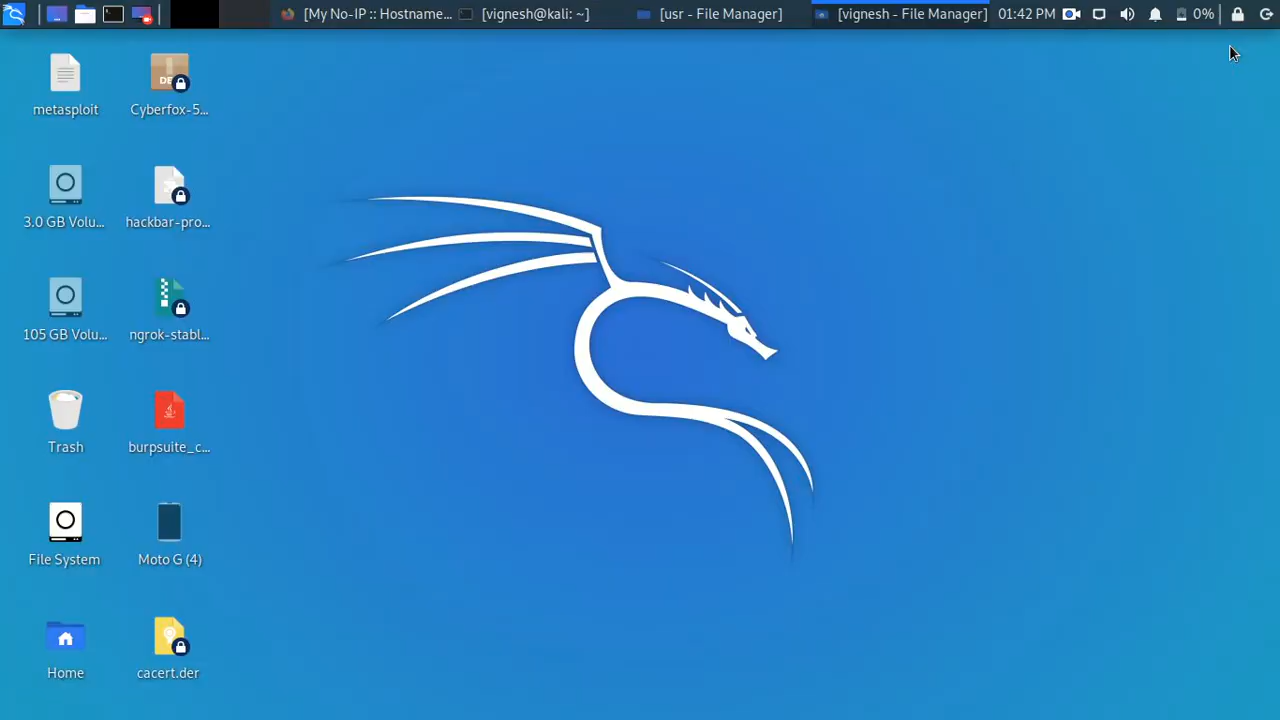 [My No-IP :: Hostname... [vignesh@kali: ~] [usr - File Manager] [vignesh - File Manager] 01:42 PM 0%
metasploit
Cyberfox-5...
3.0 GB Volu...
hackbar-pro...
105 GB Volu...
ngrok-stabl...
Trash
burpsuite_c...
File System
Moto G (4)
Home
cacert.der